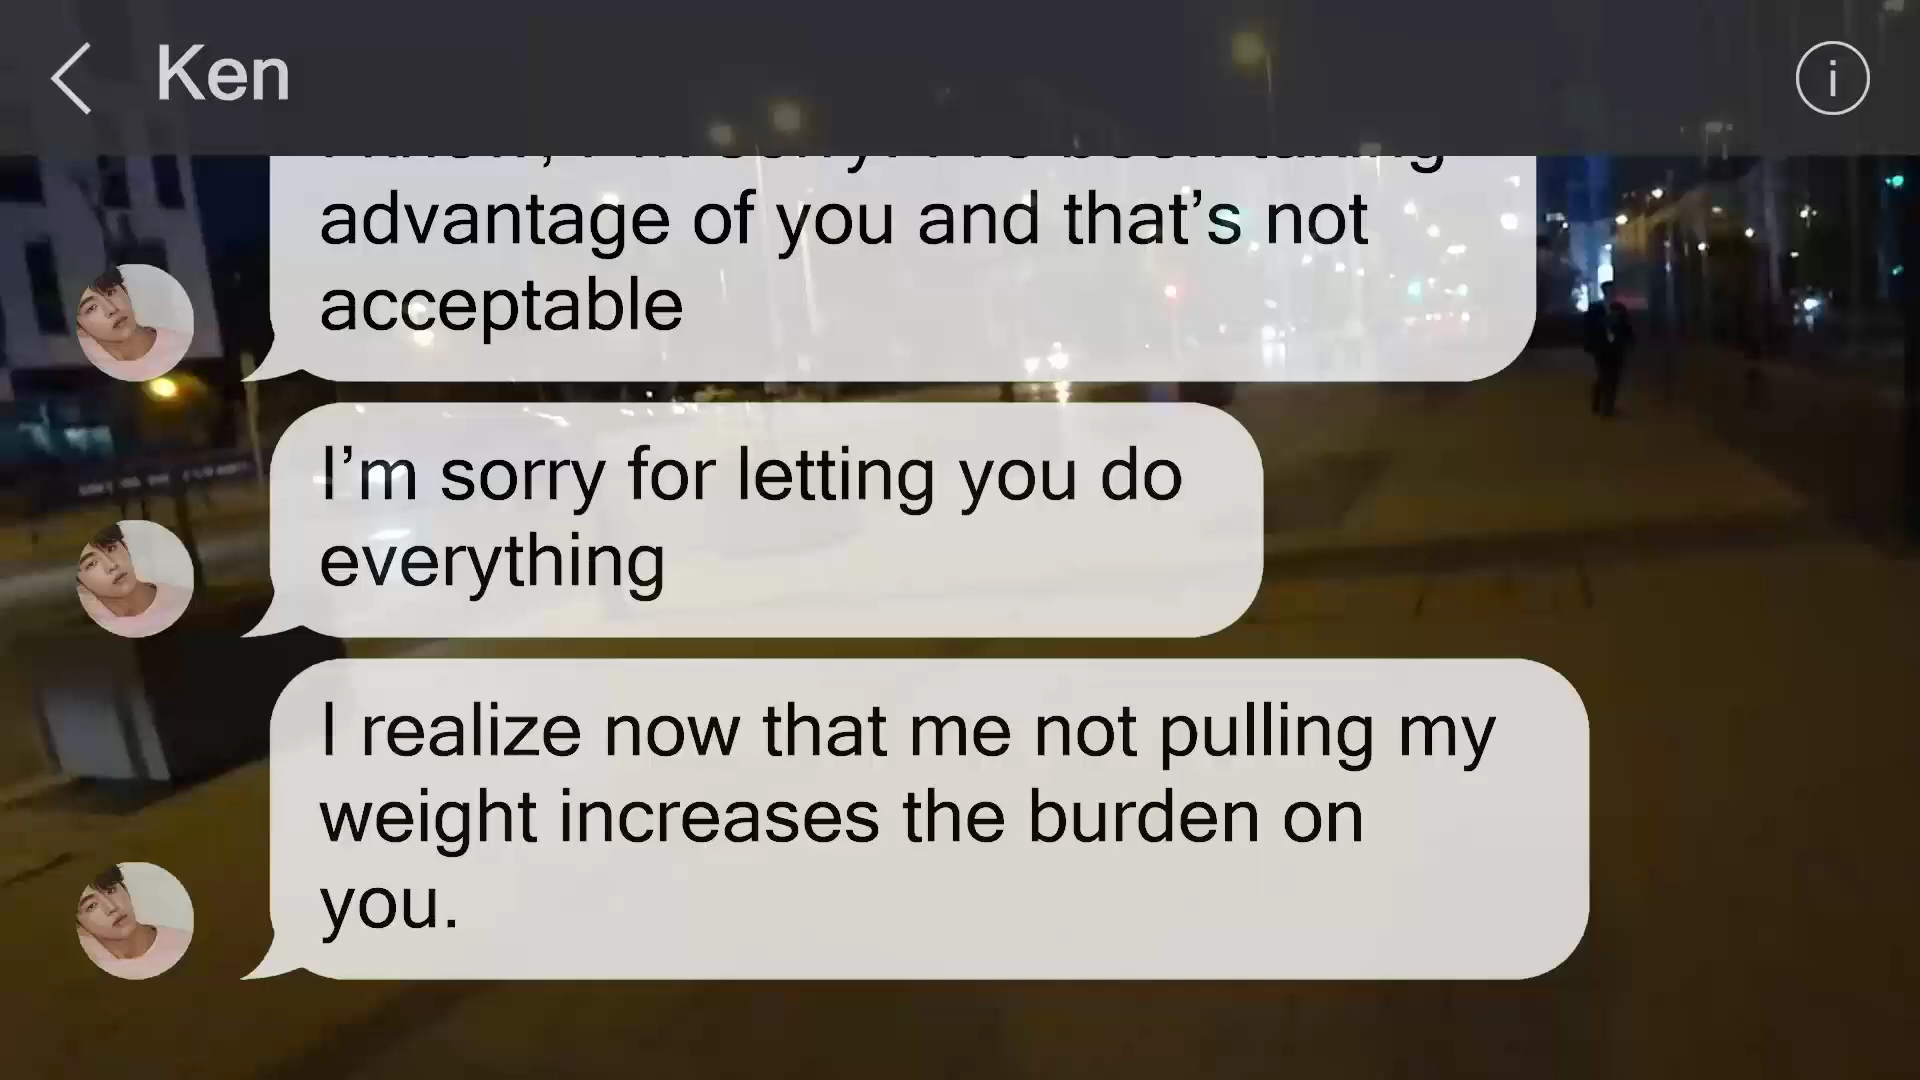 Ken
advantage of you and that’s not
acceptable
I’m sorry for letting you do
everything
I realize now that me not pulling my
weight increases the burden on
you.